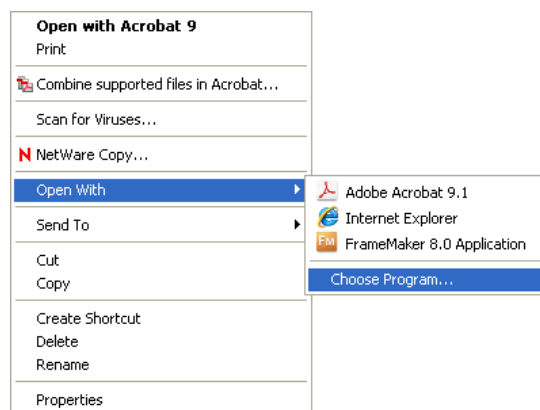 Open with Acrobat 9
Print
Combine supported files in Acrobat...
Scan for Viruses...
N NetWare Copy...
Open With
Adobe Acrobat 9.1
Internet Explorer
FM FrameMaker 8.0 Application
Choose Program...
Send To
Cut
Copy
Create Shortcut
Delete
Rename
Properties